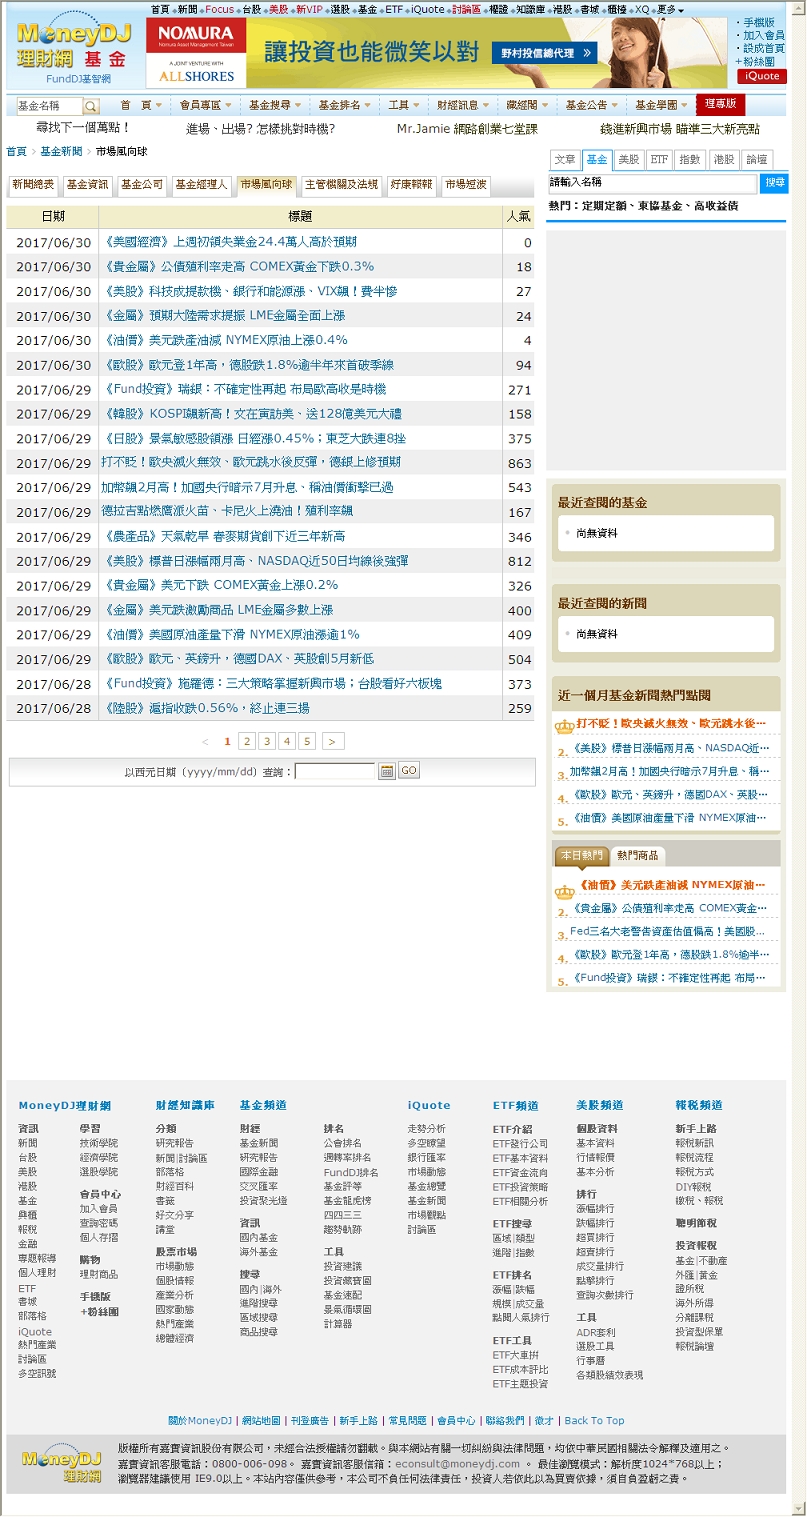 首頁 新聞 Focus 台股 美股 新VIP 選股 基金 ETF iQuote 討論區 權證 知識庫 港股 書城 櫃檯 XQ 更多
MoneyDJ
理財網 基金
FundDJ基智網
NOMURA
Nomura Asset Management Taiwan
A JOINT VENTURE WITH
ALLSHORES
讓投資也能微笑以對
野村投信總代理 »
手機版
加入會員
設成首頁
+粉絲團
iQuote
基金名稱
首 頁 會員專區 基金搜尋 基金排名 工具 財經訊息 藏經閣 基金公告 基金學園 理專版
尋找下一個萬點！ 進場、出場? 怎樣挑對時機? Mr.Jamie 網路創業七堂課 錢進新興市場 瞄準三大新亮點
首頁 > 基金新聞 > 市場風向球
新聞總表 基金資訊 基金公司 基金經理人 市場風向球 主管機關及法規 好康報報 市場短波
日期 標題 人氣
2017/06/30 《美國經濟》上週初領失業金24.4萬人高於預期 0
2017/06/30 《貴金屬》公債殖利率走高 COMEX黃金下跌0.3% 18
2017/06/30 《美股》科技成提款機、銀行和能源漲、VIX飆！費半慘 27
2017/06/30 《金屬》預期大陸需求提振 LME金屬全面上漲 24
2017/06/30 《油價》美元跌產油減 NYMEX原油上漲0.4% 4
2017/06/30 《歐股》歐元登1年高，德股跌1.8%逾半年來首破季線 94
2017/06/29 《Fund投資》瑞銀：不確定性再起 布局歐高收是時機 271
2017/06/29 《韓股》KOSPI飆新高！文在寅訪美、送128億美元大禮 158
2017/06/29 《日股》景氣敏感股領漲 日經漲0.45%；東芝大跌連8挫 375
2017/06/29 打不貶！歐央滅火無效、歐元跳水後反彈，德銀上修預期 863
2017/06/29 加幣飆2月高！加國央行暗示7月升息、稱油價衝擊已過 543
2017/06/29 德拉吉點燃鷹派火苗、卡尼火上澆油！殖利率飆 167
2017/06/29 《農產品》天氣乾旱 春麥期貨創下近三年新高 346
2017/06/29 《美股》標普日漲幅兩月高、NASDAQ近50日均線後強彈 812
2017/06/29 《貴金屬》美元下跌 COMEX黃金上漲0.2% 326
2017/06/29 《金屬》美元跌激勵商品 LME金屬多數上漲 400
2017/06/29 《油價》美國原油產量下滑 NYMEX原油漲逾1% 409
2017/06/29 《歐股》歐元、英鎊升，德國DAX、英股創5月新低 504
2017/06/28 《Fund投資》施羅德：三大策略掌握新興市場；台股看好六板塊 373
2017/06/28 《陸股》滬指收跌0.56%，終止連三揚 259
< 1 2 3 4 5 >
以西元日期（yyyy/mm/dd）查詢： GO
文章 基金 美股 ETF 指數 港股 論壇
請輸入名稱 搜尋
熱門：定期定額、東協基金、高收益債
最近查閱的基金
尚無資料
最近查閱的新聞
尚無資料
近一個月基金新聞熱門點閱
打不貶！歐央滅火無效、歐元跳水後…
2. 《美股》標普日漲幅兩月高、NASDAQ近…
3. 加幣飆2月高！加國央行暗示7月升息、稱…
4. 《歐股》歐元、英鎊升，德國DAX、英股…
5. 《油價》美國原油產量下滑 NYMEX原油…
本日熱門 熱門商品
《油價》美元跌產油減 NYMEX原油…
2. 《貴金屬》公債殖利率走高 COMEX黃金…
3. Fed三名大老警告資產估值偏高！美國股...
4. 《歐股》歐元登1年高，德股跌1.8%逾半…
5. 《Fund投資》瑞銀：不確定性再起 布局…
MoneyDJ理財網
資訊
新聞
台股
美股
港股
基金
興櫃
報稅
金融
專題報導
個人理財
ETF
書城
部落格
iQuote
熱門產業
討論區
多空訊號
學習
技術學院
經濟學院
選股學院
會員中心
加入會員
查詢密碼
個人存摺
購物
理財商品
手機版
+粉絲團
財經知識庫
分類
研究報告
新聞|討論區
部落格
財經百科
書籤
好文分享
講堂
股票市場
市場動態
個股情報
產業分析
國家動態
熱門產業
總體經濟
基金頻道
財經
基金新聞
研究報告
國際金融
交叉匯率
投資聚光燈
資訊
國內基金
海外基金
搜尋
國內|海外
進階搜尋
區域搜尋
商品搜尋
排名
公會排名
週轉率排名
FundDJ排名
基金評等
基金龍虎榜
四四三三
趨勢軌跡
工具
投資建議
投資藏寶圖
基金速配
景氣循環圖
計算器
iQuote
走勢分析
多空瞭望
銀行匯率
市場動態
基金總覽
基金新聞
市場觀點
討論區
ETF頻道
ETF介紹
ETF發行公司
ETF基本資料
ETF資金流向
ETF投資策略
ETF相關分析
ETF搜尋
區域|類型
進階|指數
ETF排名
漲幅|跌幅
規模|成交量
點閱人氣排行
ETF工具
ETF大車拚
ETF成本評比
ETF主題投資
美股頻道
個股資料
基本資料
行情報價
基本分析
排行
漲幅排行
跌幅排行
超買排行
超賣排行
成交量排行
點擊排行
查詢次數排行
工具
ADR套利
選股工具
行事曆
各類股績效表現
報稅頻道
新手上路
報稅新訊
報稅流程
報稅方式
DIY報稅
繳稅、報稅
聰明節稅
投資報稅
基金|不動產
外匯|黃金
證所稅
海外所得
分離課稅
投資型保單
報稅論壇
關於MoneyDJ | 網站地圖 | 刊登廣告 | 新手上路 | 常見問題 | 會員中心 | 聯絡我們 | 徵才 | Back To Top
MoneyDJ
理財網
版權所有嘉實資訊股份有限公司，未經合法授權請勿翻載。與本網站有關一切糾紛與法律問題，均依中華民國相關法令解釋及適用之。
嘉實資訊客服電話：0800-006-098。 嘉實資訊客服信箱：econsult@moneydj.com 。 最佳瀏覽模式：解析度1024*768以上；
瀏覽器建議使用 IE9.0以上。本站內容僅供參考，本公司不負任何法律責任，投資人若依此以為買賣依據，須自負盈虧之責。